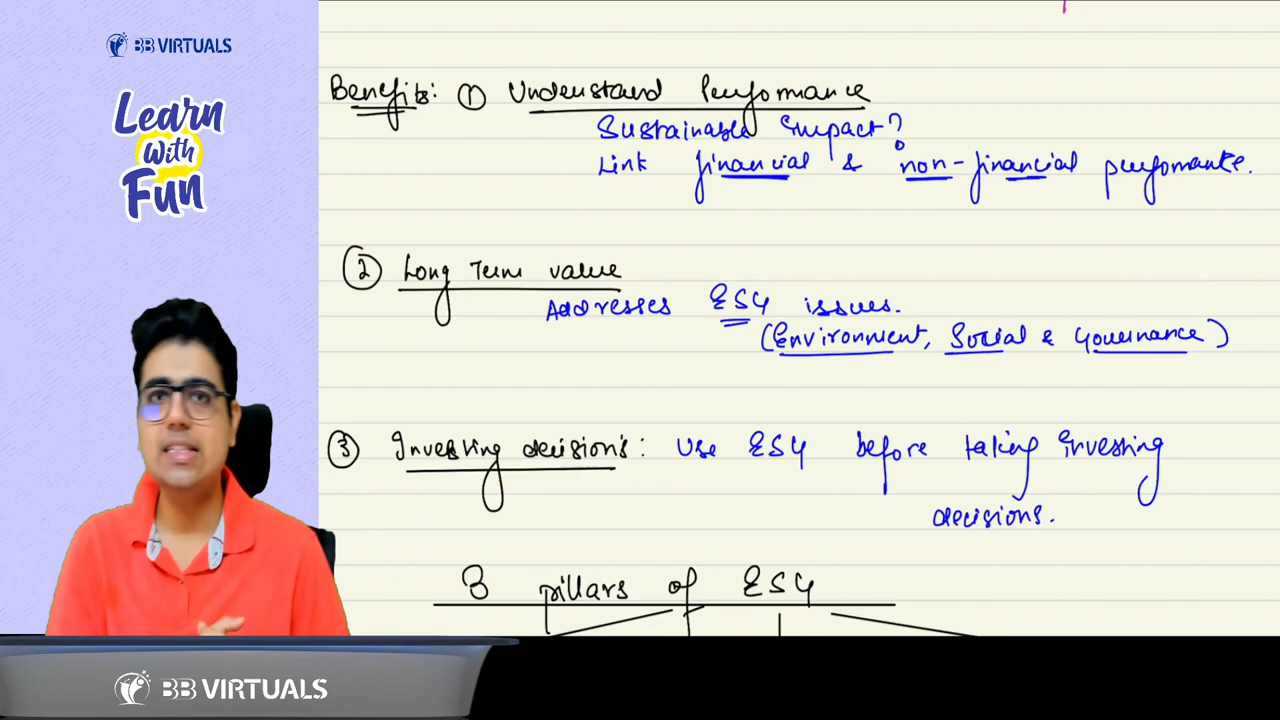 BB VIRTUALS
Learn
With
Fun
Benefits: ① Understand Performance
Sustainable Impact?
Link financial & non-financial performance.
② Long Term value
Addresses ESG issues.
(Environment, Social & Governance)
③ Investing decisions: Use ESG before taking Investing
decisions.
3 pillars of ESG
BB VIRTUALS